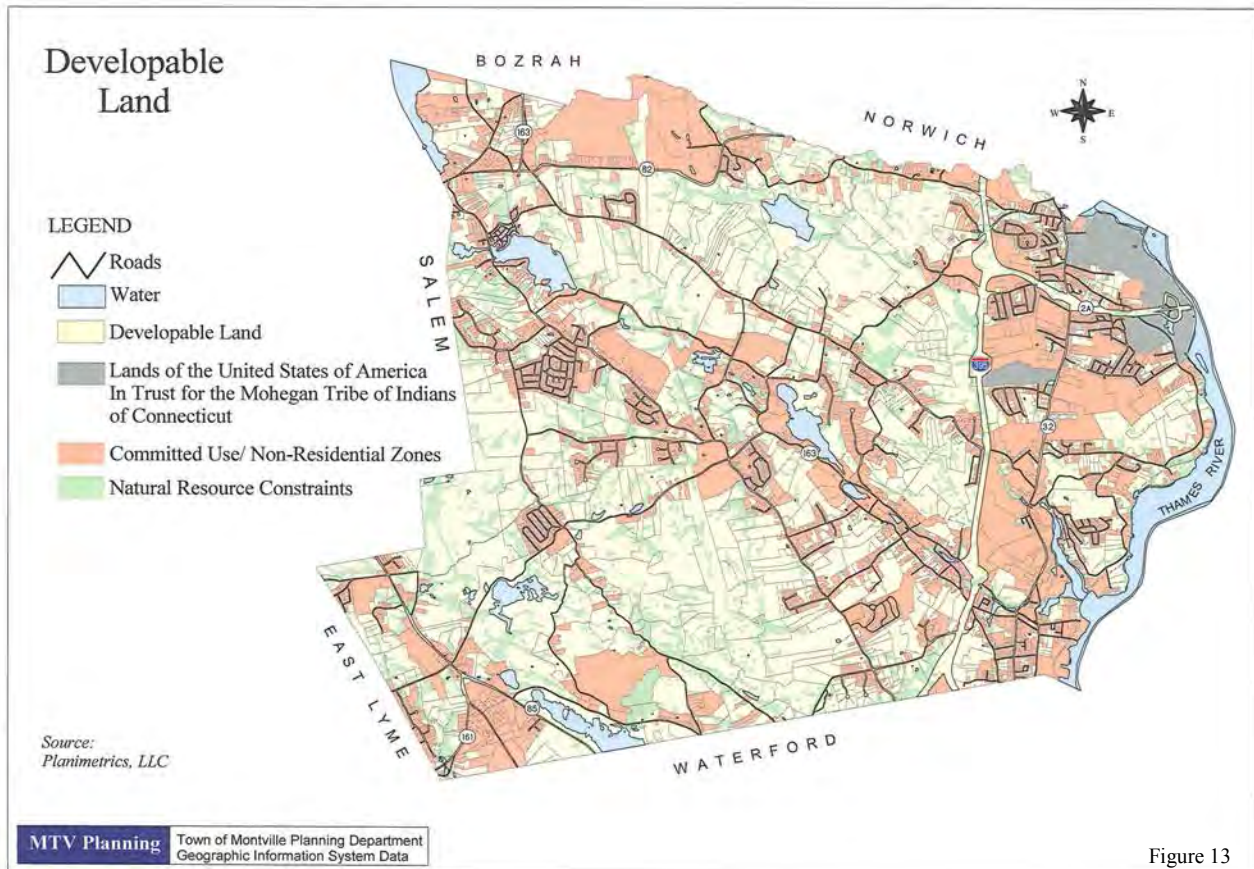 Developable
Land
BOZRAH
NORWICH
N
W
E
S
163
82
LEGEND
Roads
Water
Developable Land
Lands of the United States of America
In Trust for the Mohegan Tribe of Indians
of Connecticut
Committed Use/ Non-Residential Zones
Natural Resource Constraints
SALEM
2A
395
32
163
THAMES RIVER
EAST LYME
85
161
WATERFORD
Source:
Planimetrics, LLC
MTV Planning
Town of Montville Planning Department
Geographic Information System Data
Figure 13